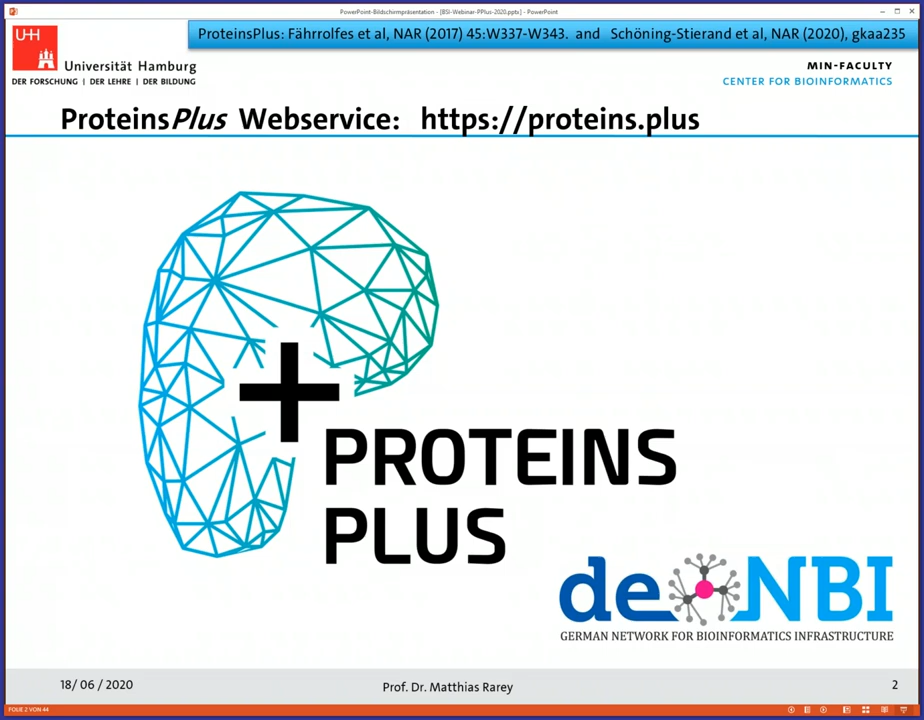 PowerPoint-Bildschirmpräsentation - [BSI-Webinar-PPlus-2020.pptx] - PowerPoint
ProteinsPlus: Fährrolfes et al, NAR (2017) 45:W337-W343. and Schöning-Stierand et al, NAR (2020), gkaa235
UHH
Universität Hamburg
DER FORSCHUNG | DER LEHRE | DER BILDUNG
MIN-FACULTY
CENTER FOR BIOINFORMATICS
ProteinsPlus Webservice: https://proteins.plus
+
PROTEINS
PLUS
de NBI
GERMAN NETWORK FOR BIOINFORMATICS INFRASTRUCTURE
18/ 06 / 2020
Prof. Dr. Matthias Rarey
2
FOLIE 2 VON 44